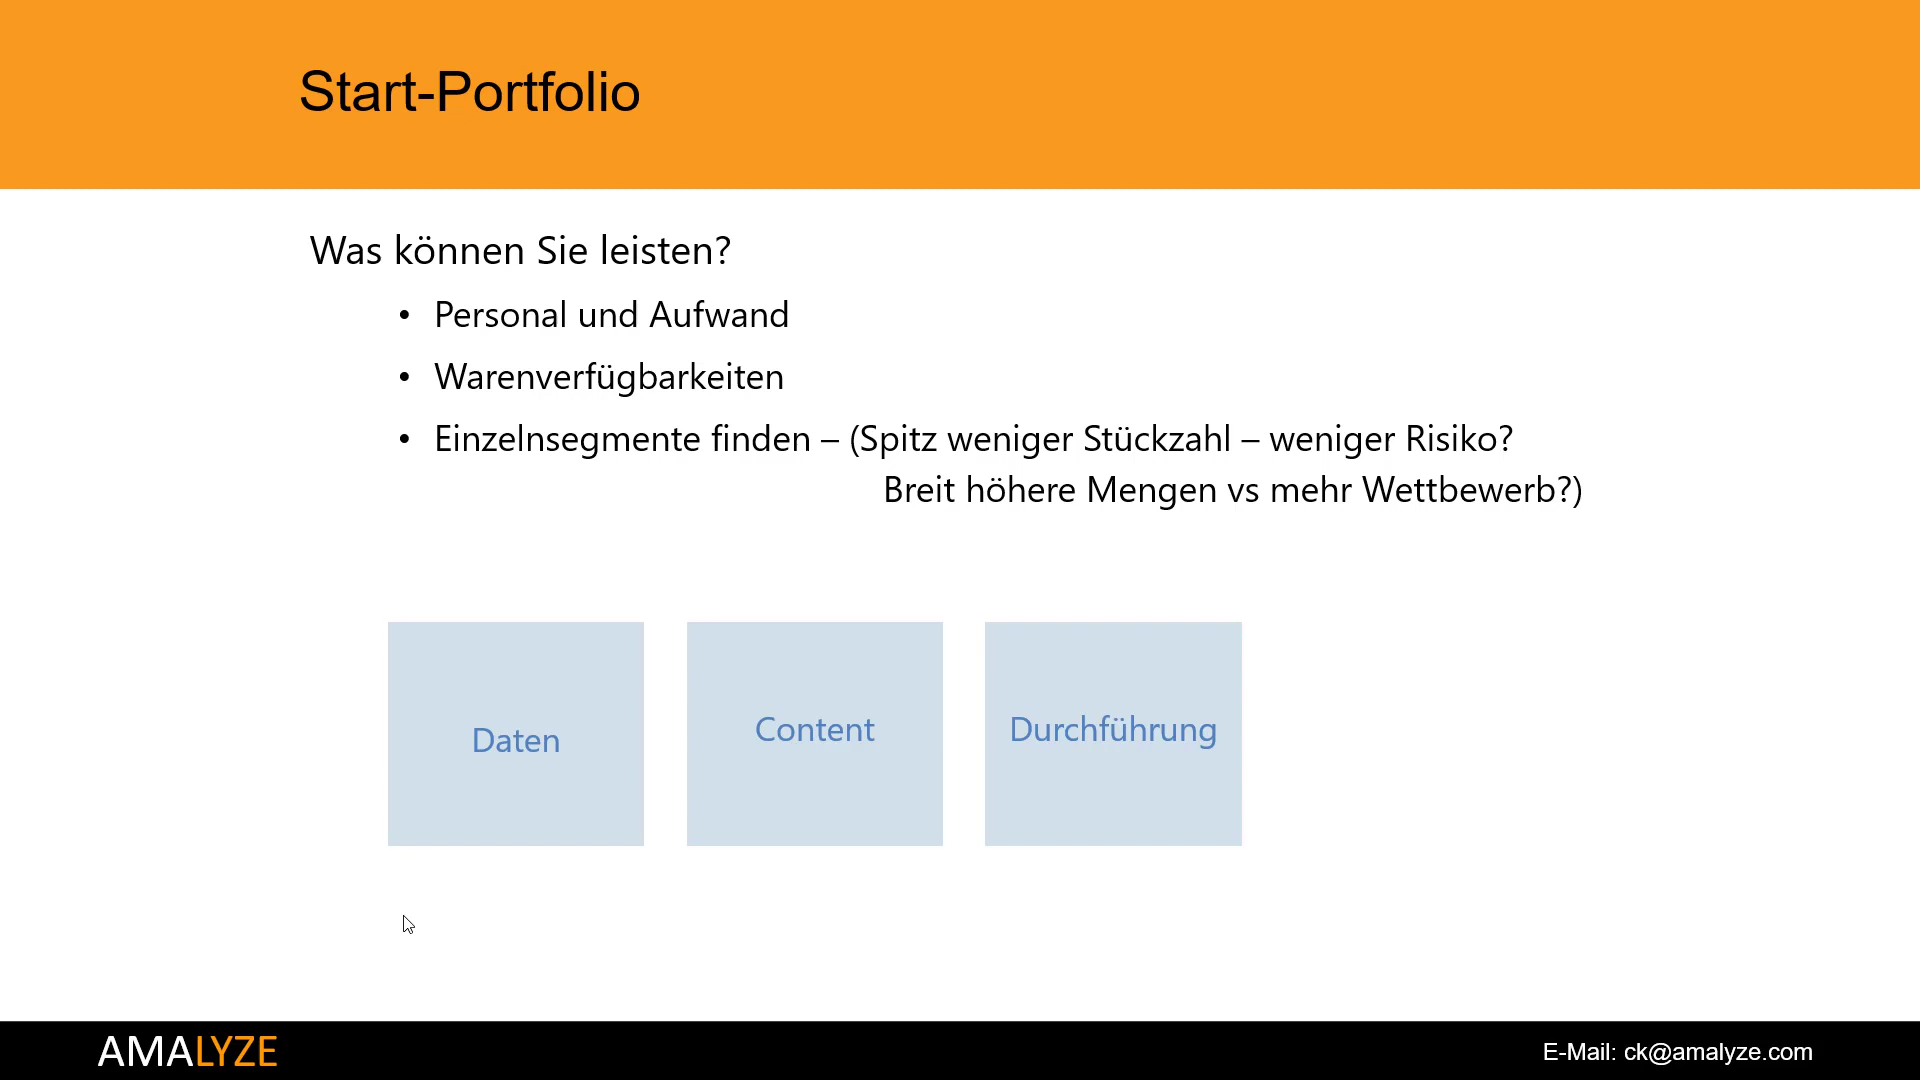 Start-Portfolio
Was können Sie leisten?
• Personal und Aufwand
• Warenverfügbarkeiten
• Einzelnsegmente finden – (Spitz weniger Stückzahl – weniger Risiko?
Breit höhere Mengen vs mehr Wettbewerb?)
Daten
Content
Durchführung
AMALYZE
E-Mail: ck@amalyze.com